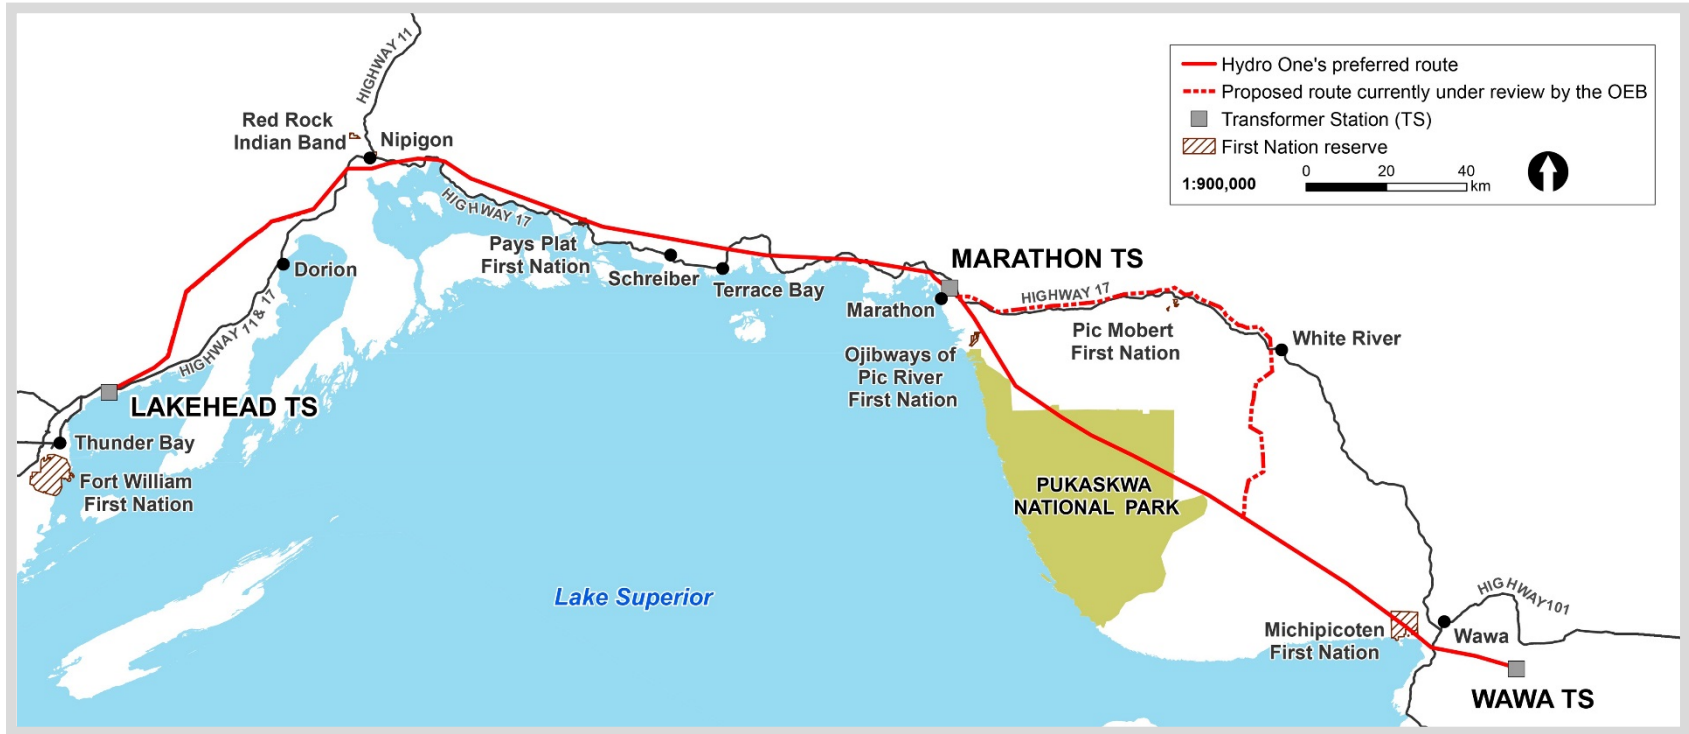 HIGHWAY 11
Hydro One's preferred route
Proposed route currently under review by the OEB
Transformer Station (TS)
First Nation reserve
1:900,000
0 20 40
km
Red Rock
Indian Band
Nipigon
HIGHWAY 17
Pays Plat
First Nation
Schreiber
Terrace Bay
Dorion
HIGHWAY 11 & 17
MARATHON TS
Marathon
HIGHWAY 17
Pic Mobert
First Nation
White River
Ojibways of
Pic River
First Nation
LAKEHEAD TS
Thunder Bay
Fort William
First Nation
PUKASKWA
NATIONAL PARK
Lake Superior
HIGHWAY 101
Michipicoten
First Nation
Wawa
WAWA TS